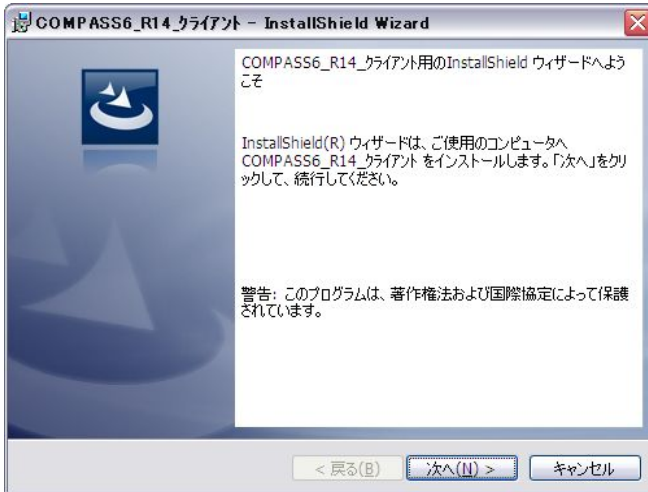 COMPASS6_R14_ｸﾗｲｱﾝﾄ - InstallShield Wizard
COMPASS6_R14_ｸﾗｲｱﾝﾄ用のInstallShield ウィザードへよう
こそ
InstallShield(R) ウィザードは、ご使用のコンピュータへ
COMPASS6_R14_ｸﾗｲｱﾝﾄ をインストールします。「次へ」をクリ
ックして、続行してください。
警告: このプログラムは、著作権法および国際協定によって保護
されています。
< 戻る(B)
次へ(N) >
キャンセル